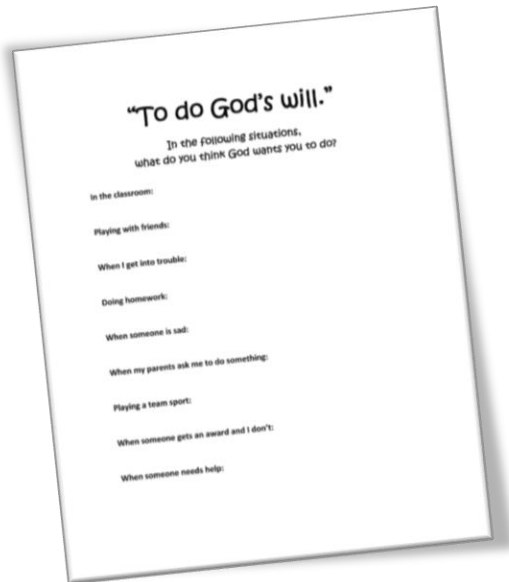 “To do God’s will.”
In the following situations,
what do you think God wants you to do?
In the classroom:
Playing with friends:
When I get into trouble:
Doing homework:
When someone is sad:
When my parents ask me to do something:
Playing a team sport:
When someone gets an award and I don’t:
When someone needs help: